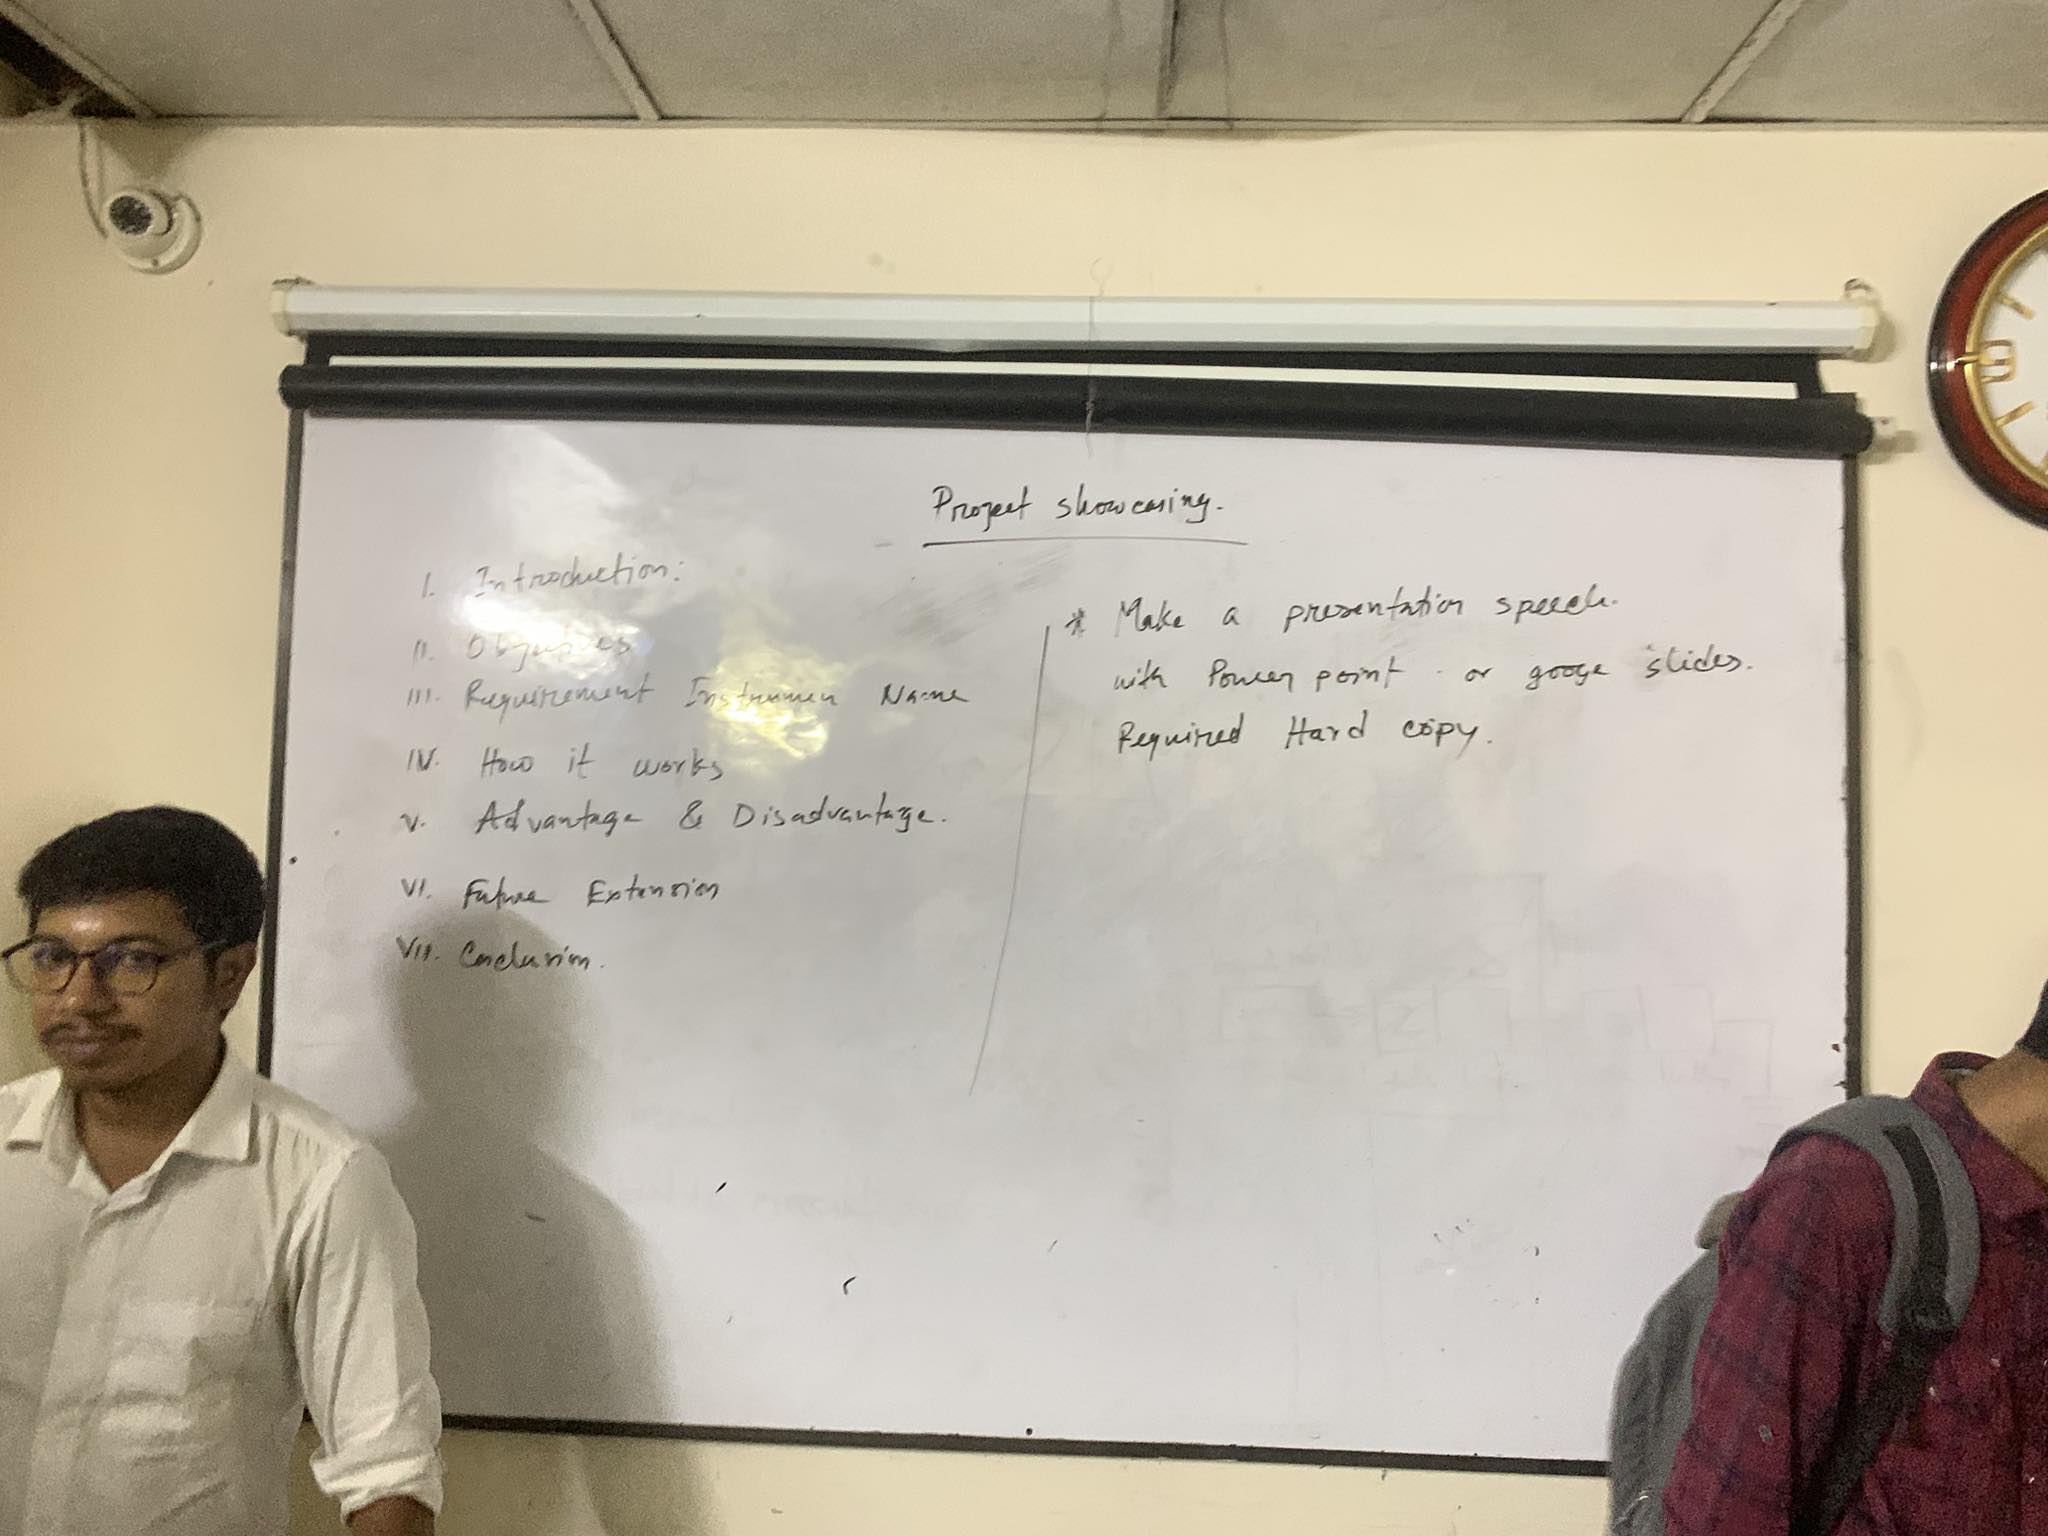 Project showcasing.
I. Introduction:
II. Objectives
III. Requirement Instrumen Name
IV. How it works
V. Advantage & Disadvantage.
VI. Future Extension
VII. Conclusion.
* Make a presentation speech.
with Power point or googe slides.
Required Hard copy.